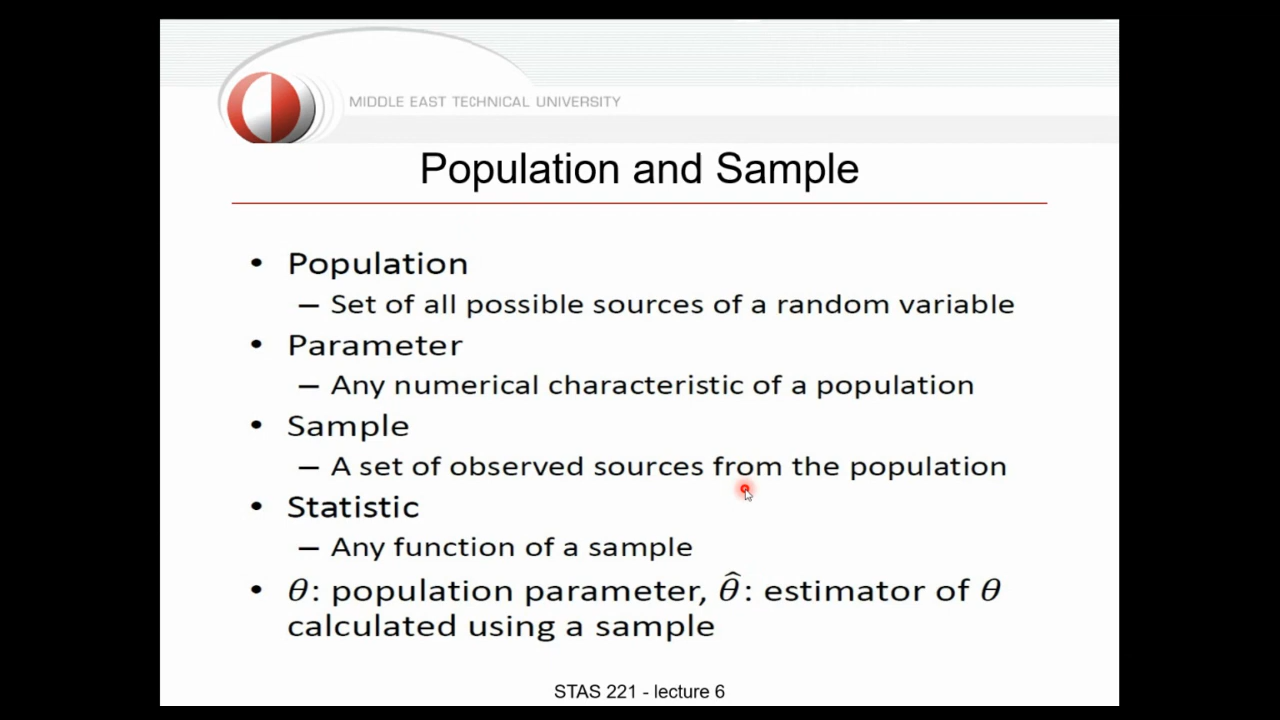 MIDDLE EAST TECHNICAL UNIVERSITY
Population and Sample
• Population
– Set of all possible sources of a random variable
• Parameter
– Any numerical characteristic of a population
• Sample
– A set of observed sources from the population
• Statistic
– Any function of a sample
• θ: population parameter, θ̂: estimator of θ
calculated using a sample
STAS 221 - lecture 6